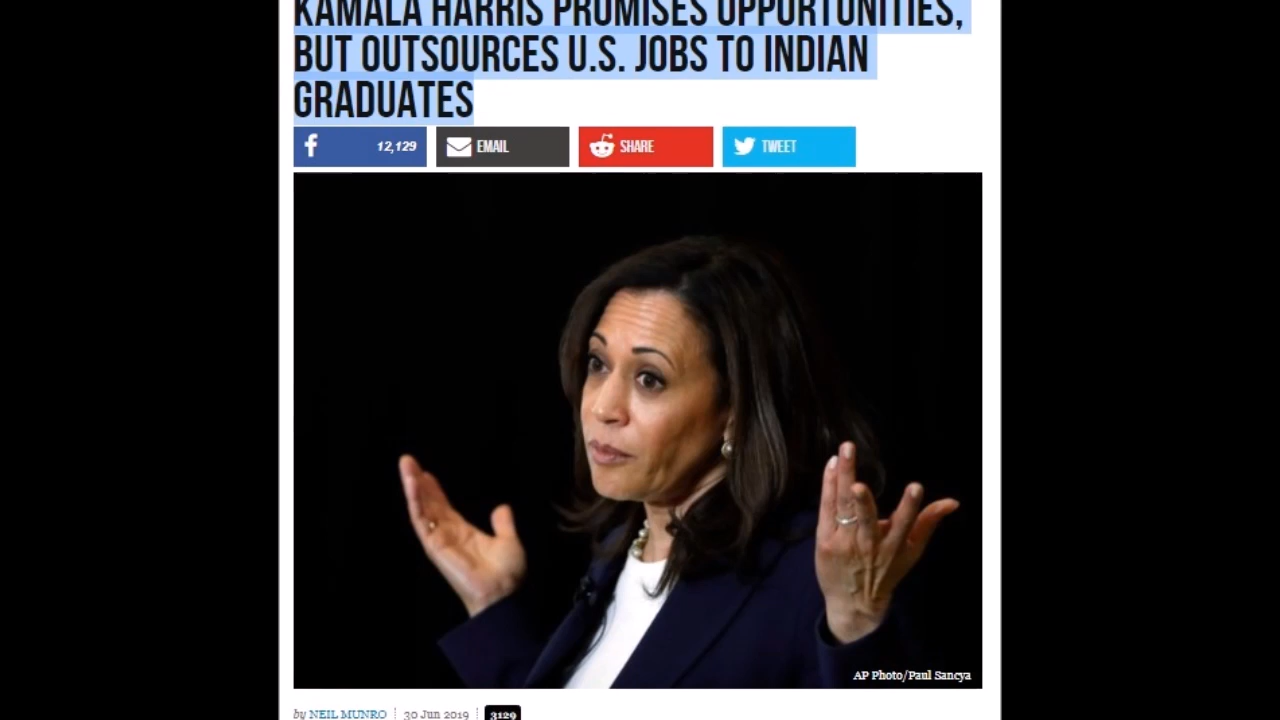 KAMALA HARRIS PROMISES OPPORTUNITIES,
BUT OUTSOURCES U.S. JOBS TO INDIAN
GRADUATES
12,129 EMAIL SHARE TWEET
AP Photo/Paul Sancya
by NEIL MUNRO 30 Jun 2019 3129